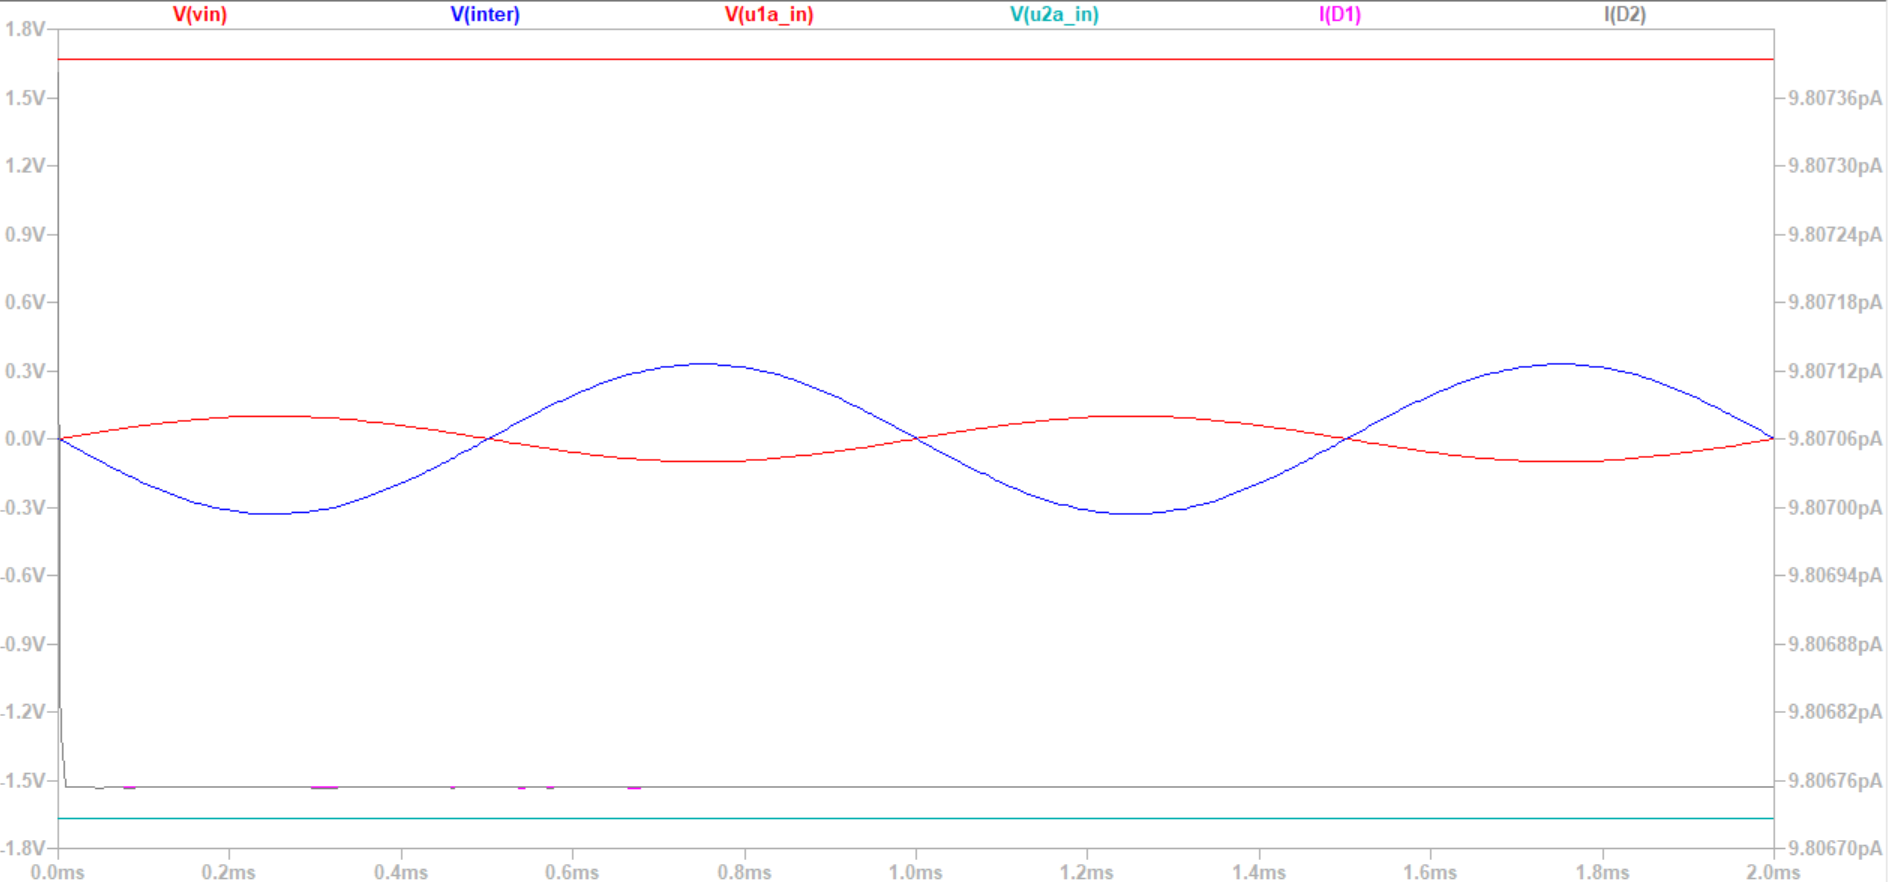 V(vin) V(inter) V(u1a_in) V(u2a_in) I(D1) I(D2)
1.8V
1.5V 9.80736pA
1.2V 9.80730pA
0.9V 9.80724pA
0.6V 9.80718pA
0.3V 9.80712pA
0.0V 9.80706pA
-0.3V 9.80700pA
-0.6V 9.80694pA
-0.9V 9.80688pA
-1.2V 9.80682pA
-1.5V 9.80676pA
-1.8V 9.80670pA
0.0ms 0.2ms 0.4ms 0.6ms 0.8ms 1.0ms 1.2ms 1.4ms 1.6ms 1.8ms 2.0ms